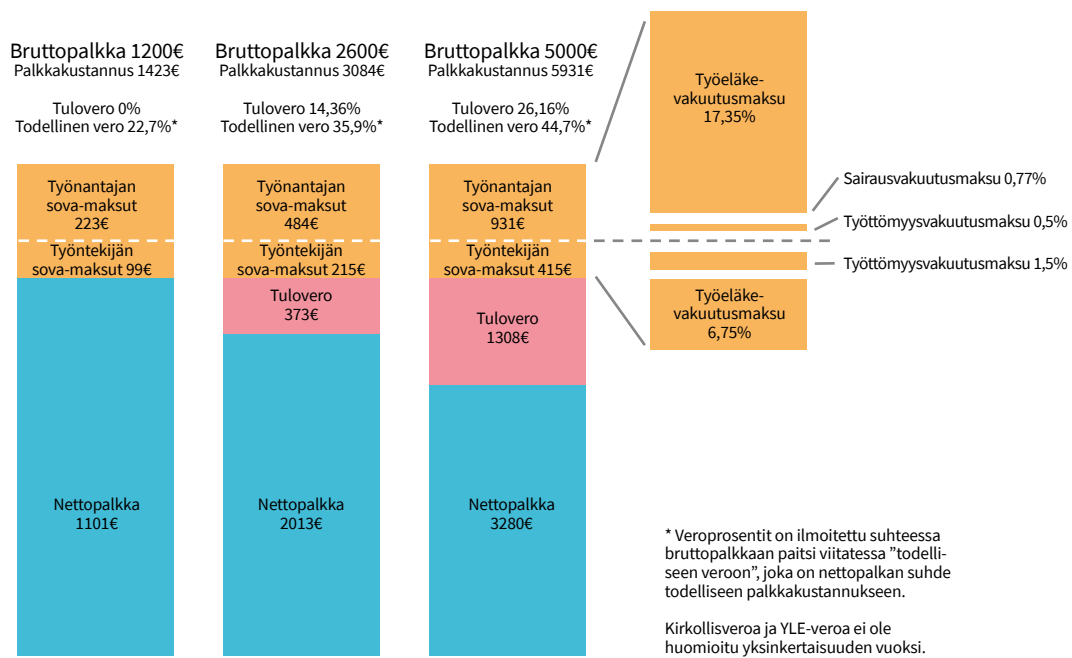 Bruttopalkka 1200€
Palkkakustannus 1423€
Tulovero 0%
Todellinen vero 22,7%*
Työnantajan
sova-maksut
223€
Työntekijän
sova-maksut 99€
Nettopalkka
1101€
Bruttopalkka 2600€
Palkkakustannus 3084€
Tulovero 14,36%
Todellinen vero 35,9%*
Työnantajan
sova-maksut
484€
Työntekijän
sova-maksut 215€
Tulovero
373€
Nettopalkka
2013€
Bruttopalkka 5000€
Palkkakustannus 5931€
Tulovero 26,16%
Todellinen vero 44,7%*
Työnantajan
sova-maksut
931€
Työntekijän
sova-maksut 415€
Tulovero
1308€
Nettopalkka
3280€
Työeläke-
vakuutusmaksu
17,35%
Sairausvakuutusmaksu 0,77%
Työttömyysvakuutusmaksu 0,5%
Työttömyysvakuutusmaksu 1,5%
Työeläke-
vakuutusmaksu
6,75%
* Veroprosentit on ilmoitettu suhteessa
bruttopalkkaan paitsi viitatessa ”todelli-
seen veroon”, joka on nettopalkan suhde
todelliseen palkkakustannukseen.
Kirkollisveroa ja YLE-veroa ei ole
huomioitu yksinkertaisuuden vuoksi.